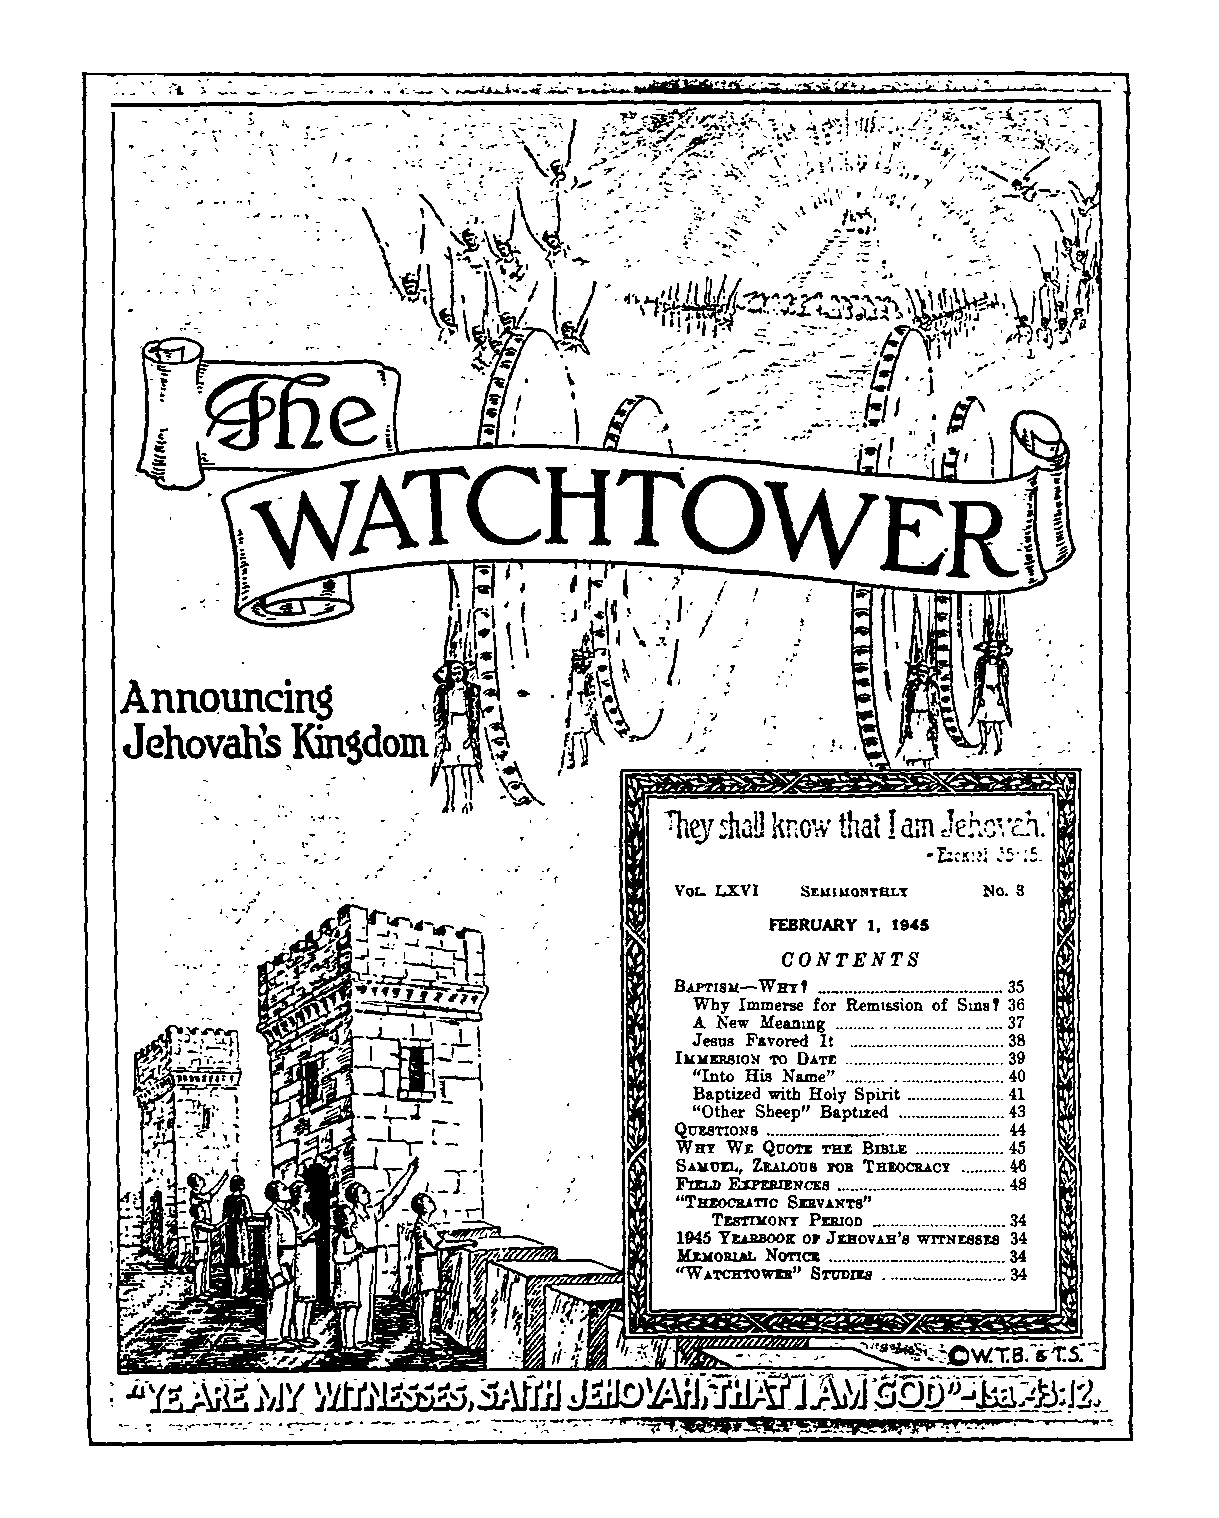 The
WATCHTOWER
Announcing
Jehovah's Kingdom
They shall know that I am Jehovah.'
- Ezekiel 35:15.
VOL. LXVI SEMIMONTHLY No. 3
FEBRUARY 1, 1945
CONTENTS
BAPTISM—WHY? ........ 35
Why Immerse for Remission of Sins? 36
A New Meaning ........ 37
Jesus Favored It ........ 38
IMMERSION TO DATE ........ 39
"Into His Name" ........ 40
Baptized with Holy Spirit ........ 41
"Other Sheep" Baptized ........ 43
QUESTIONS ........ 44
WHY WE QUOTE THE BIBLE ........ 45
SAMUEL, ZEALOUS FOR THEOCRACY ........ 46
FIELD EXPERIENCES ........ 48
"THEOCRATIC SERVANTS"
TESTIMONY PERIOD ........ 34
1945 YEARBOOK OF JEHOVAH'S WITNESSES 34
MEMORIAL NOTICE ........ 34
"WATCHTOWER" STUDIES ........ 34
©W.T.B. & T.S.
"YE ARE MY WITNESSES, SAITH JEHOVAH, THAT I AM GOD"-Isa. 43:12.